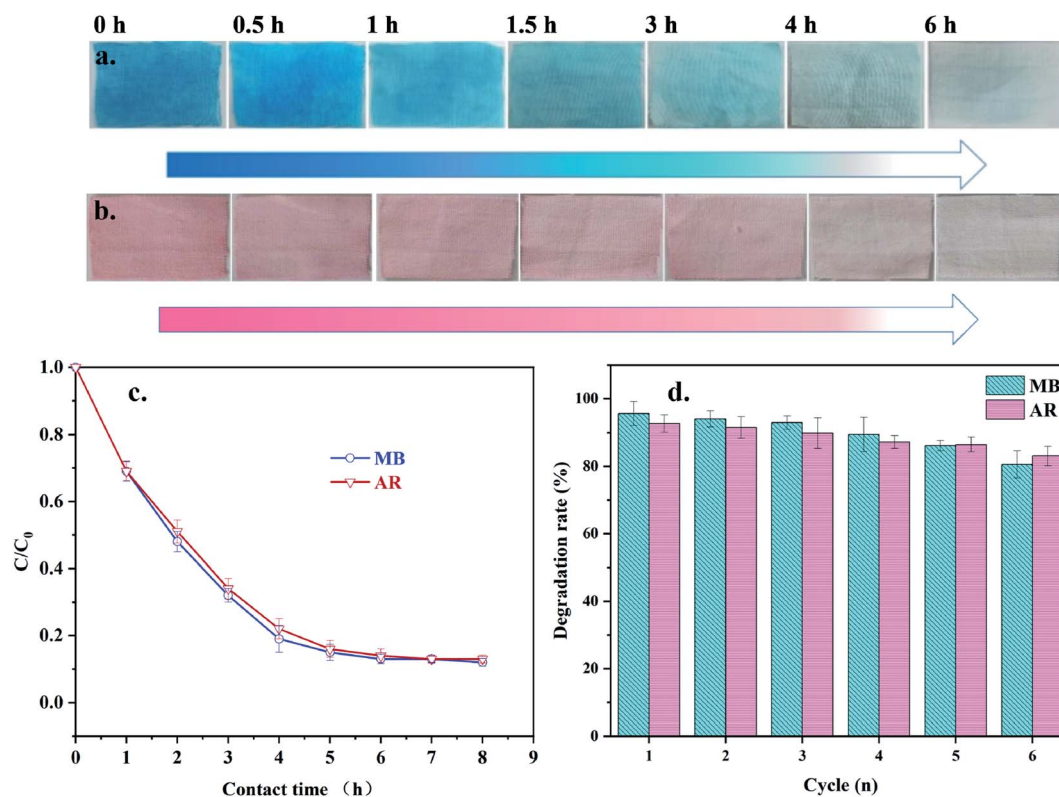 0 h 0.5 h 1 h 1.5 h 3 h 4 h 6 h
a.
b.
c.
1.0
0.8
0.6
0.4
0.2
0.0
C/C0
MB
AR
0 1 2 3 4 5 6 7 8 9
Contact time （h）
d.
MB
AR
100
80
60
40
20
0
Degradation rate (%)
1 2 3 4 5 6
Cycle (n)